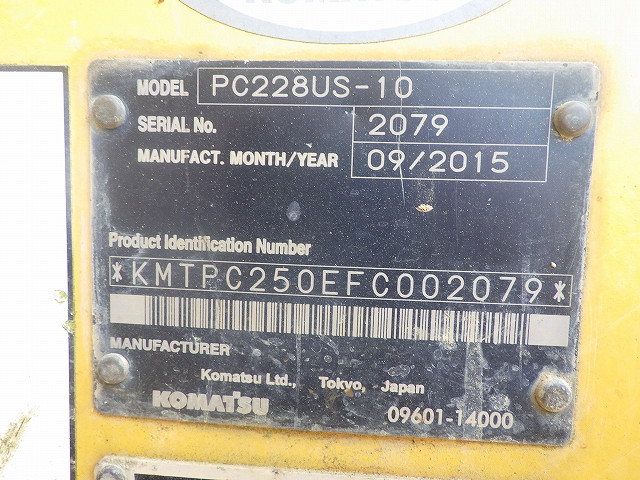 MODEL PC228US-10
SERIAL No. 2079
MANUFACT. MONTH/YEAR 09/2015
Product Identification Number
*KMTPC250EFC002079*
MANUFACTURER
Komatsu Ltd., Tokyo, Japan
KOMATSU 09601-14000